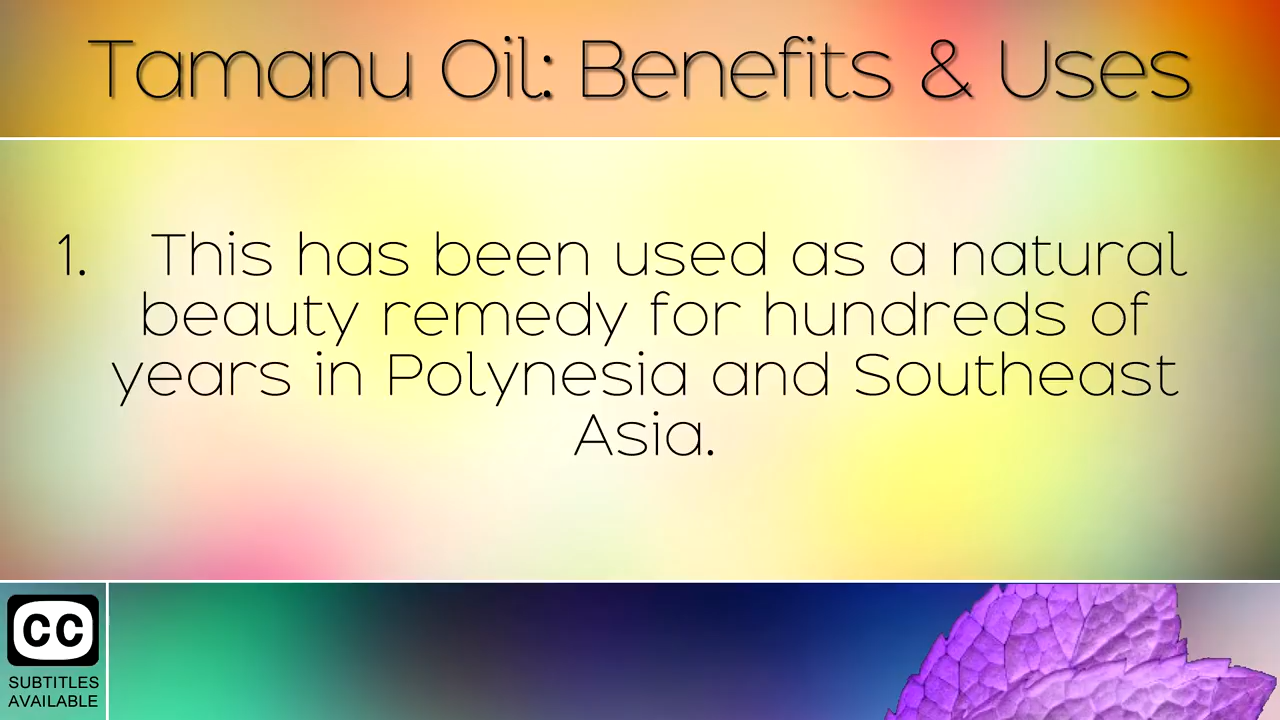 Tamanu Oil: Benefits & Uses
1. This has been used as a natural
beauty remedy for hundreds of
years in Polynesia and Southeast
Asia.
CC
SUBTITLES
AVAILABLE